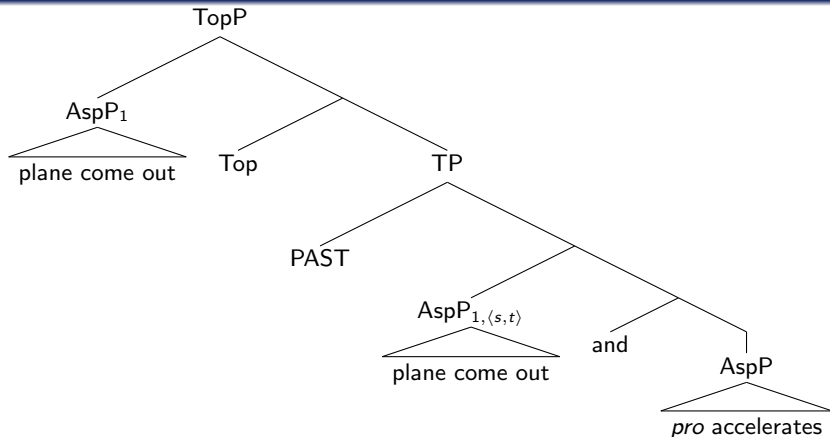 TopP
AspP₁
plane come out
Top
TP
PAST
AspP₁,⟨s,t⟩
plane come out
and
AspP
pro accelerates